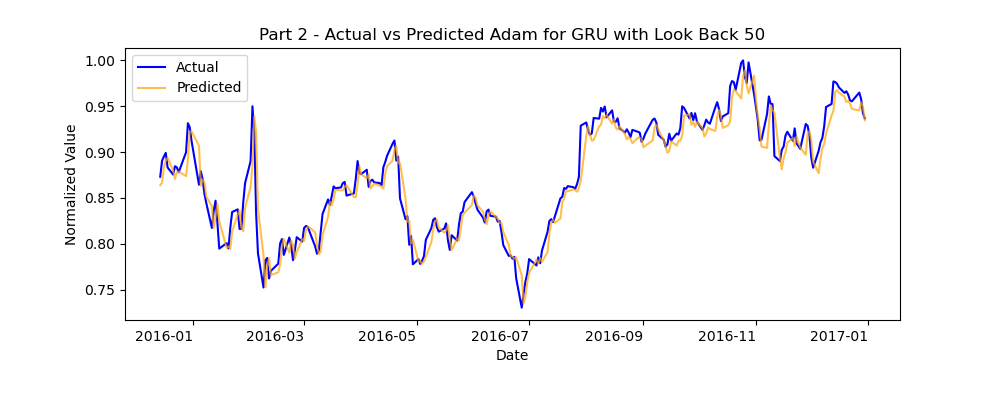 Part 2 - Actual vs Predicted Adam for GRU with Look Back 50
Actual
Predicted
Normalized Value
1.00
0.95
0.90
0.85
0.80
0.75
2016-01
2016-03
2016-05
2016-07
2016-09
2016-11
2017-01
Date